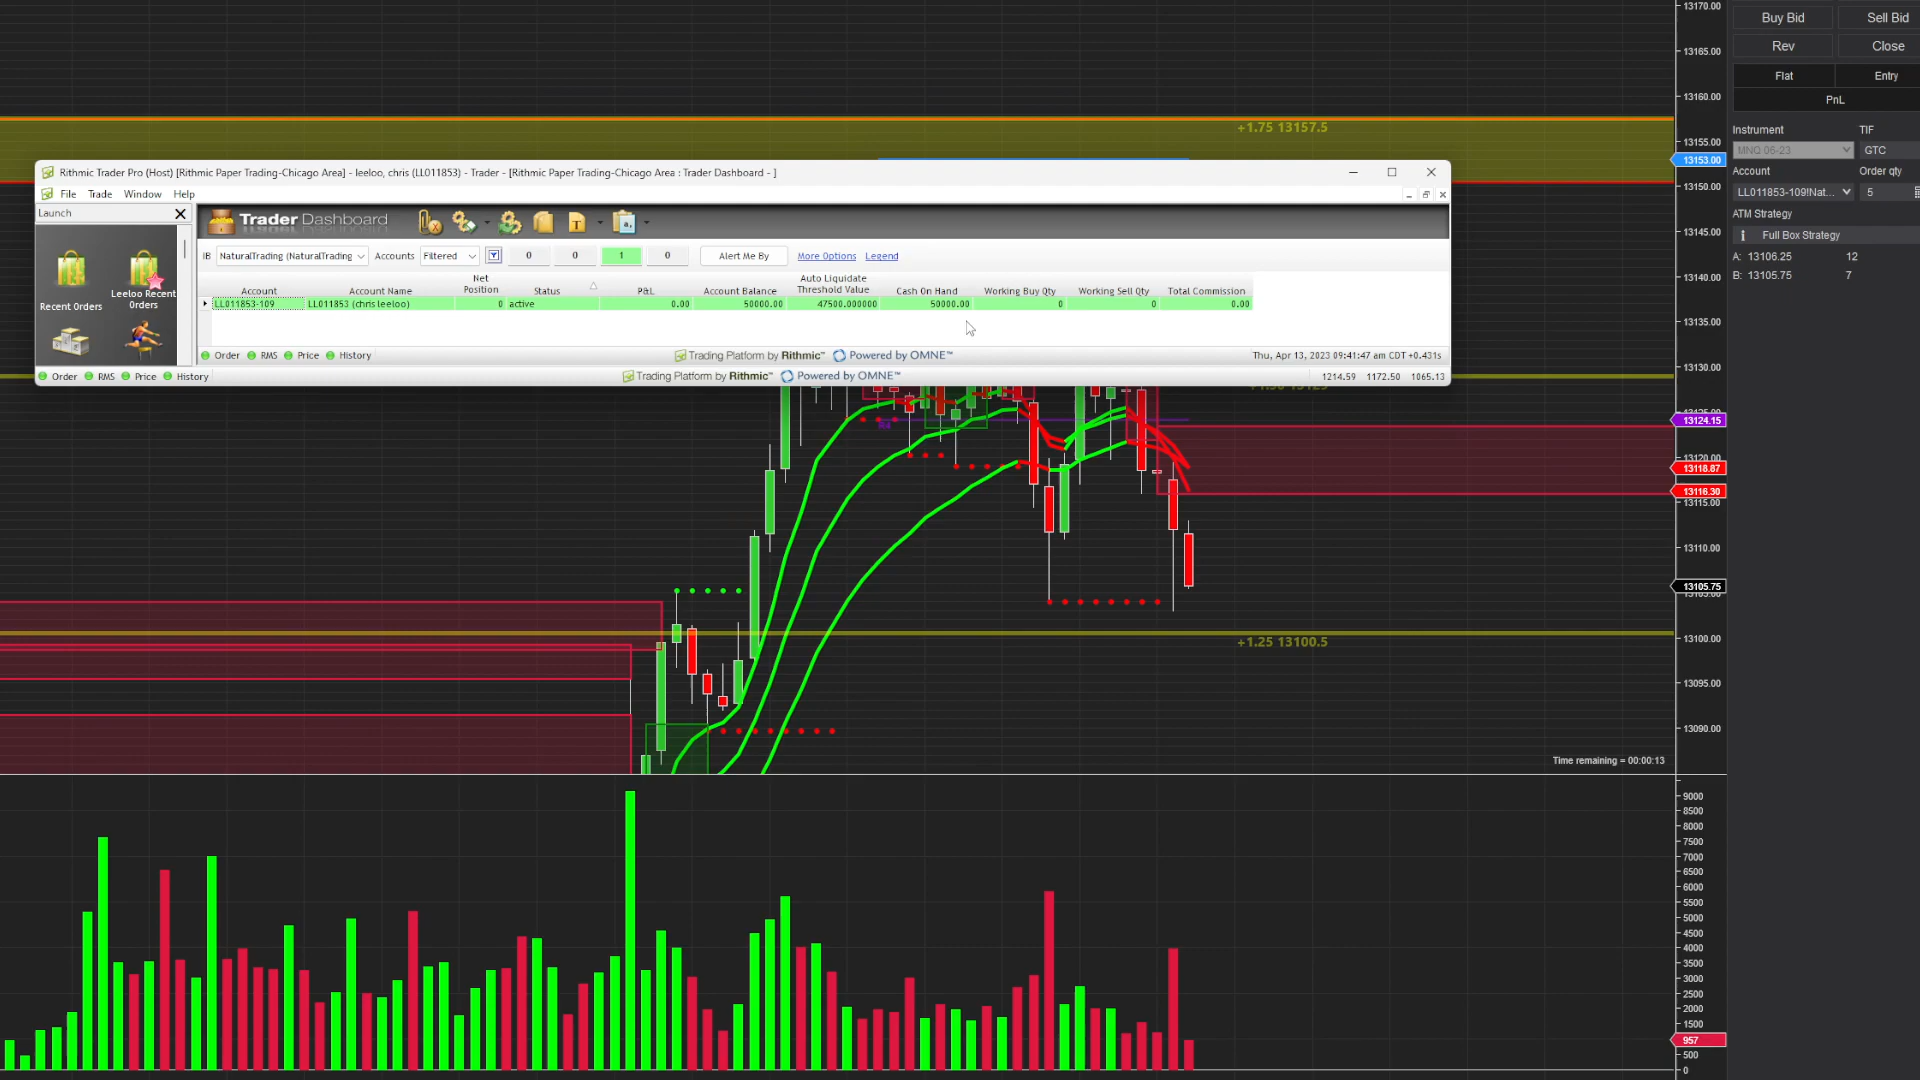 13170.00
Buy Bid Sell Bid
13165.00
Rev Close
13160.00
Flat Entry
PnL
+1.75 13157.5
Instrument TIF
13155.00
MNQ 06-23 GTC
13153.00
Account Order qty
13150.00
LL011853-109!Nat... 5
ATM Strategy
13145.00
Full Box Strategy
A: 13106.25 12
B: 13105.75 7
13140.00
13135.00
13130.00
Rithmic Trader Pro (Host) [Rithmic Paper Trading-Chicago Area] - leeloo, chris (LL011853) - Trader - [Rithmic Paper Trading-Chicago Area : Trader Dashboard - ]
File Trade Window Help
Launch
Trader Dashboard
IB NaturalTrading (NaturalTrading Accounts Filtered 0 0 1 0 Alert Me By More Options Legend
Account Account Name Net Position Status P&L Account Balance Auto Liquidate Threshold Value Cash On Hand Working Buy Qty Working Sell Qty Total Commission
LL011853-109 LL011853 (chris leeloo) 0 active 0.00 50000.00 47500.000000 50000.00 0 0 0.00
Recent Orders
Leeloo Recent Orders
Order RMS Price History Trading Platform by Rithmic™ Powered by OMNE™ Thu, Apr 13, 2023 09:41:47 am CDT +0.431s
Order RMS Price History Trading Platform by Rithmic™ Powered by OMNE™ 1214.59 1172.50 1065.13
13124.15
13120.00
13118.87
13116.30
13115.00
13110.00
13105.75
13100.00
+1.25 13100.5
13095.00
13090.00
Time remaining = 00:00:13
9000
8500
8000
7500
7000
6500
6000
5500
5000
4500
4000
3500
3000
2500
2000
1500
957
500
0